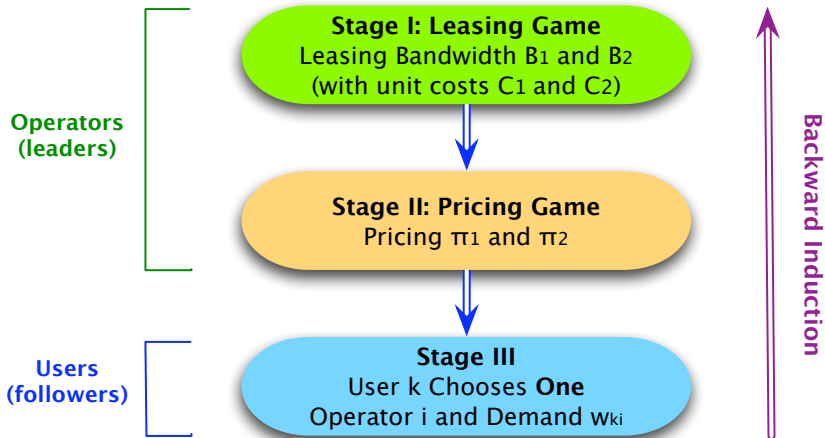 Stage I: Leasing Game
Leasing Bandwidth B1 and B2
(with unit costs C1 and C2)
Operators
(leaders)
Stage II: Pricing Game
Pricing π1 and π2
Users
(followers)
Stage III
User k Chooses One
Operator i and Demand wki
Backward Induction